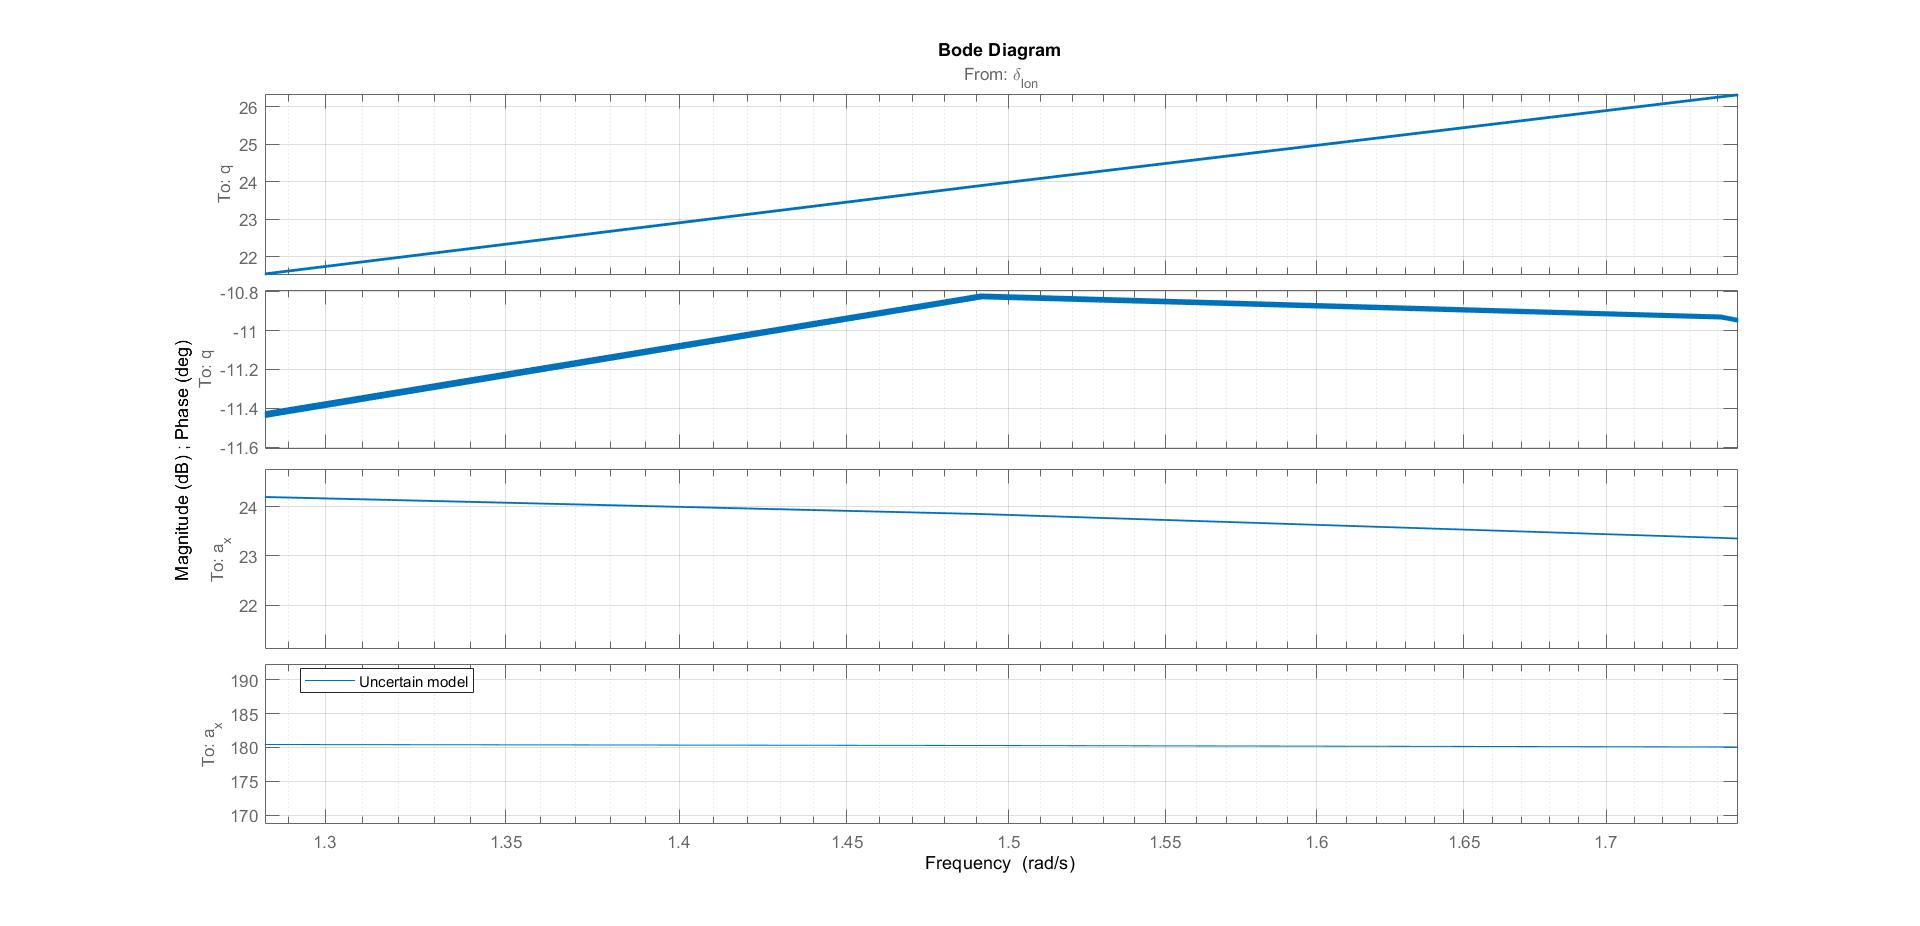 Bode Diagram
From: δlon
Magnitude (dB) ; Phase (deg)
To: q
26
25
24
23
22
To: q
-10.8
-11
-11.2
-11.4
-11.6
To: ax
24
23
22
To: ax
190
185
180
175
170
Uncertain model
1.3 1.35 1.4 1.45 1.5 1.55 1.6 1.65 1.7
Frequency (rad/s)